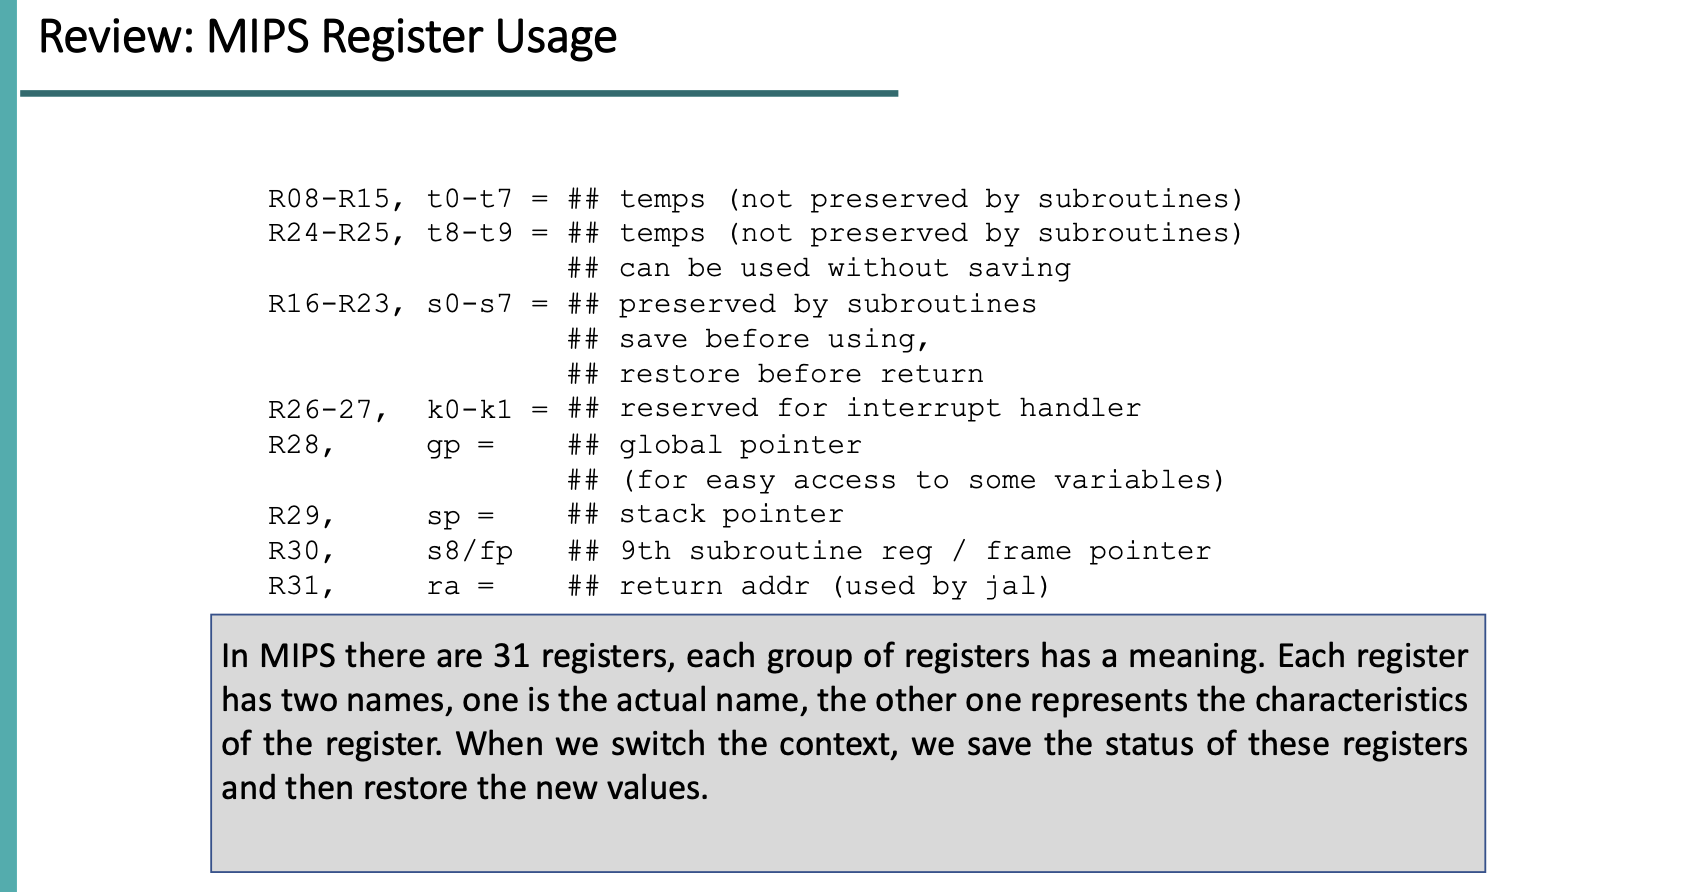 Review: MIPS Register Usage
R08-R15, t0-t7 = ## temps (not preserved by subroutines)
R24-R25, t8-t9 = ## temps (not preserved by subroutines)
## can be used without saving
R16-R23, s0-s7 = ## preserved by subroutines
## save before using,
## restore before return
R26-27, k0-k1 = ## reserved for interrupt handler
R28, gp = ## global pointer
## (for easy access to some variables)
R29, sp = ## stack pointer
R30, s8/fp ## 9th subroutine reg / frame pointer
R31, ra = ## return addr (used by jal)
In MIPS there are 31 registers, each group of registers has a meaning. Each register
has two names, one is the actual name, the other one represents the characteristics
of the register. When we switch the context, we save the status of these registers
and then restore the new values.